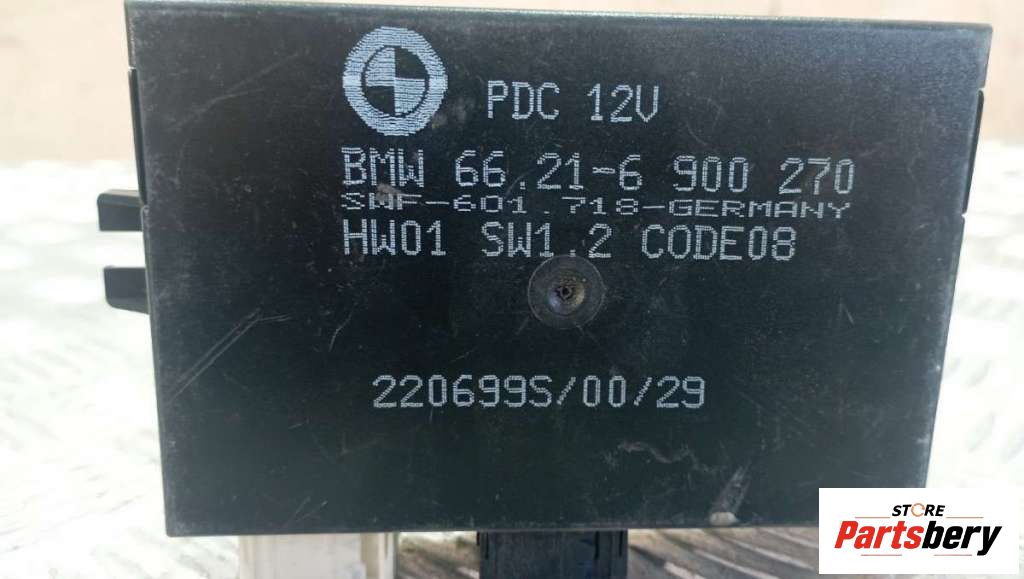 PDC 12V
BMW 66.21-6 900 270
SWF-601.718-GERMANY
HW01 SW1.2 CODE08
220699S/00/29
STORE
Partsbery